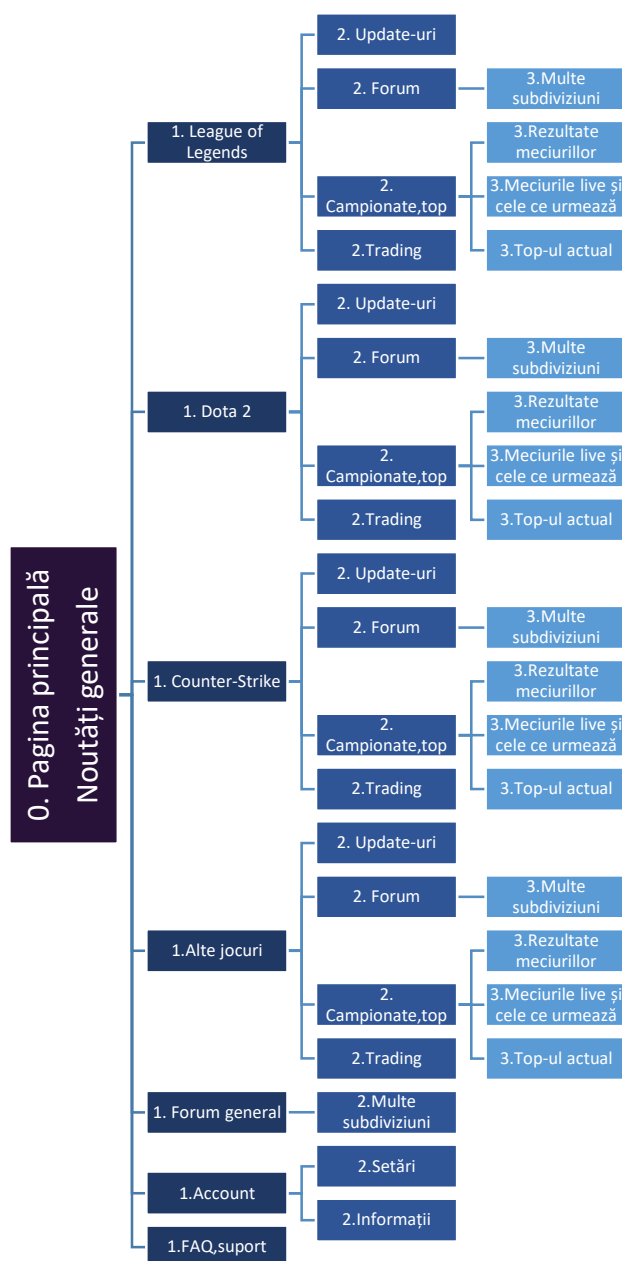 0. Pagina principală
Noutăți generale
1. League of
Legends
2. Update-uri
2. Forum
3.Multe
subdiviziuni
2.
Campionate,top
3.Rezultate
meciurillor
3.Meciurile live și
cele ce urmează
3.Top-ul actual
2.Trading
1. Dota 2
2. Update-uri
2. Forum
3.Multe
subdiviziuni
2.
Campionate,top
3.Rezultate
meciurillor
3.Meciurile live și
cele ce urmează
3.Top-ul actual
2.Trading
1. Counter-Strike
2. Update-uri
2. Forum
3.Multe
subdiviziuni
2.
Campionate,top
3.Rezultate
meciurillor
3.Meciurile live și
cele ce urmează
3.Top-ul actual
2.Trading
1.Alte jocuri
2. Update-uri
2. Forum
3.Multe
subdiviziuni
2.
Campionate,top
3.Rezultate
meciurillor
3.Meciurile live și
cele ce urmează
3.Top-ul actual
2.Trading
1. Forum general
2.Multe
subdiviziuni
1.Account
2.Setări
2.Informații
1.FAQ,suport